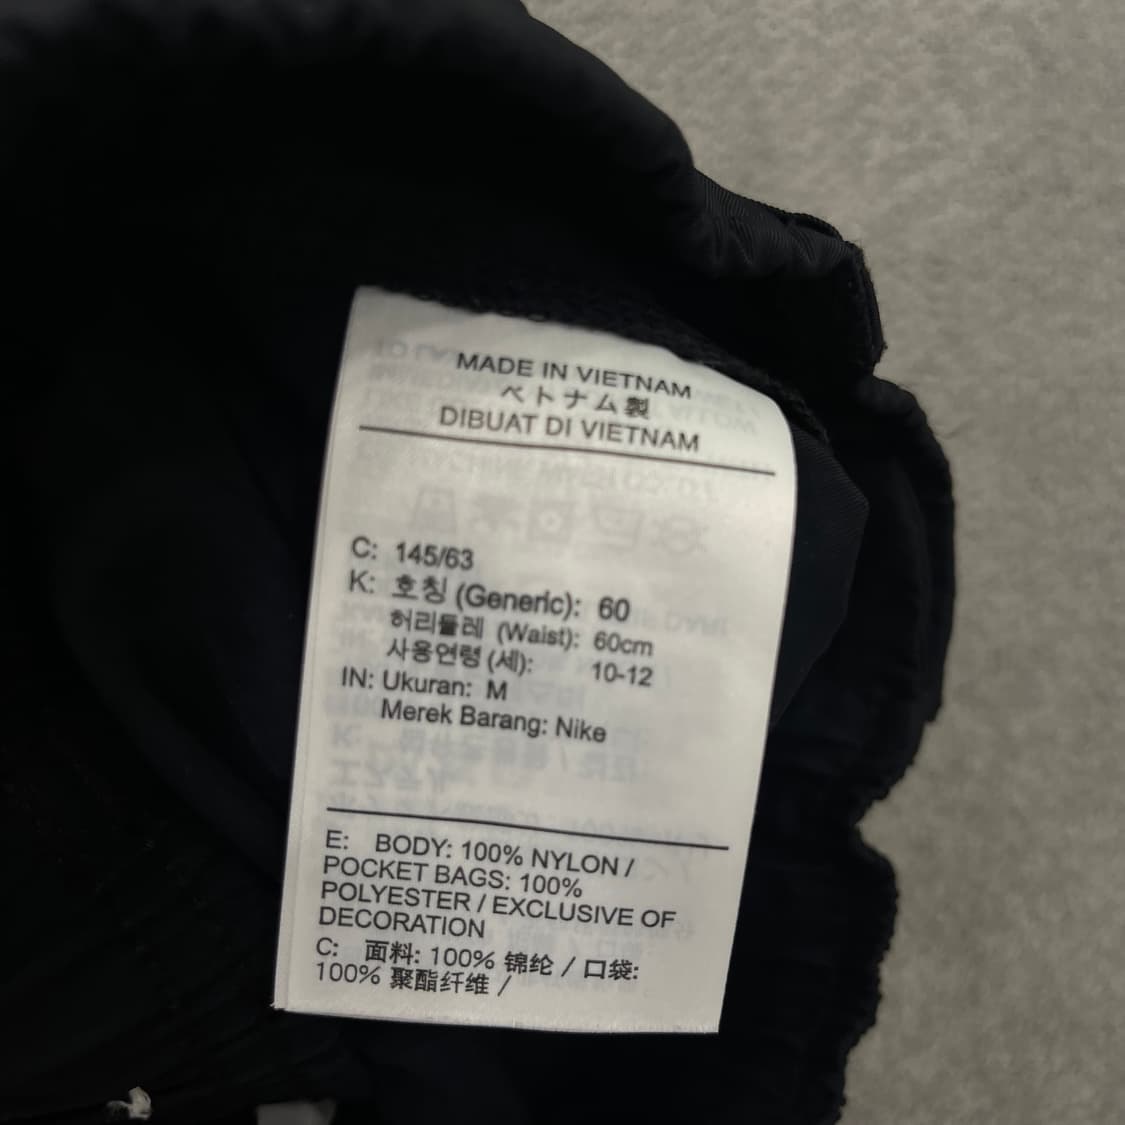 MADE IN VIETNAM
ベトナム製
DIBUAT DI VIETNAM
C: 145/63
K: 호칭 (Generic): 60
허리둘레 (Waist): 60cm
사용연령 (세): 10-12
IN: Ukuran: M
Merek Barang: Nike
E: BODY: 100% NYLON /
POCKET BAGS: 100%
POLYESTER / EXCLUSIVE OF
DECORATION
C: 面料: 100% 锦纶 / 口袋:
100% 聚酯纤维 /